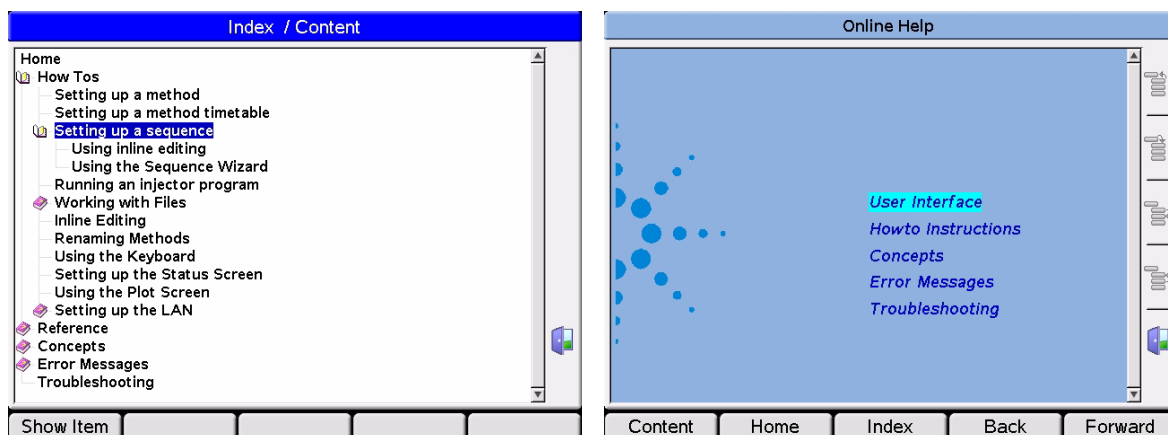 Index / Content
Home
How Tos
Setting up a method
Setting up a method timetable
Setting up a sequence
Using inline editing
Using the Sequence Wizard
Running an injector program
Working with Files
Inline Editing
Renaming Methods
Using the Keyboard
Setting up the Status Screen
Using the Plot Screen
Setting up the LAN
Reference
Concepts
Error Messages
Troubleshooting
Show Item
Online Help
User Interface
Howto Instructions
Concepts
Error Messages
Troubleshooting
Content Home Index Back Forward